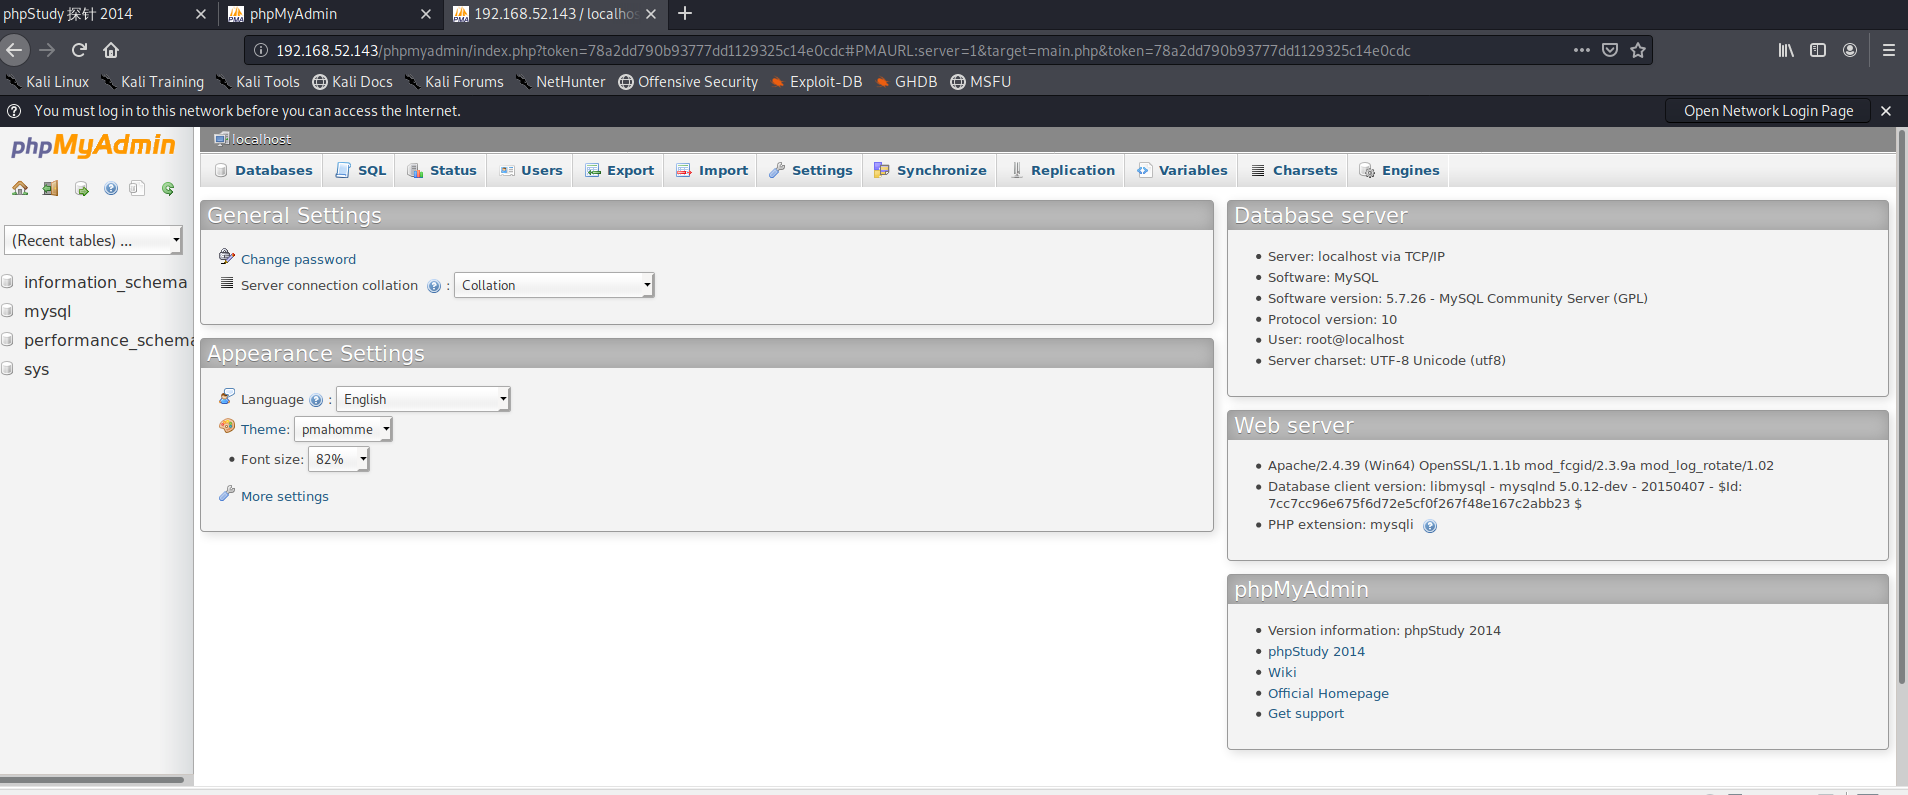 phpStudy 探针 2014
phpMyAdmin
192.168.52.143 / localhos
192.168.52.143/phpmyadmin/index.php?token=78a2dd790b93777dd1129325c14e0cdc#PMAURL:server=1&target=main.php&token=78a2dd790b93777dd1129325c14e0cdc
Kali Linux Kali Training Kali Tools Kali Docs Kali Forums NetHunter Offensive Security Exploit-DB GHDB MSFU
You must log in to this network before you can access the Internet.
Open Network Login Page
phpMyAdmin
(Recent tables) ...
information_schema
mysql
performance_schema
sys
localhost
Databases SQL Status Users Export Import Settings Synchronize Replication Variables Charsets Engines
General Settings
Change password
Server connection collation : Collation
Appearance Settings
Language : English
Theme: pmahomme
• Font size: 82%
More settings
Database server
• Server: localhost via TCP/IP
• Software: MySQL
• Software version: 5.7.26 - MySQL Community Server (GPL)
• Protocol version: 10
• User: root@localhost
• Server charset: UTF-8 Unicode (utf8)
Web server
• Apache/2.4.39 (Win64) OpenSSL/1.1.1b mod_fcgid/2.3.9a mod_log_rotate/1.02
• Database client version: libmysql - mysqlnd 5.0.12-dev - 20150407 - $Id:
7cc7cc96e675f6d72e5cf0f267f48e167c2abb23 $
• PHP extension: mysqli
phpMyAdmin
• Version information: phpStudy 2014
• phpStudy 2014
• Wiki
• Official Homepage
• Get support